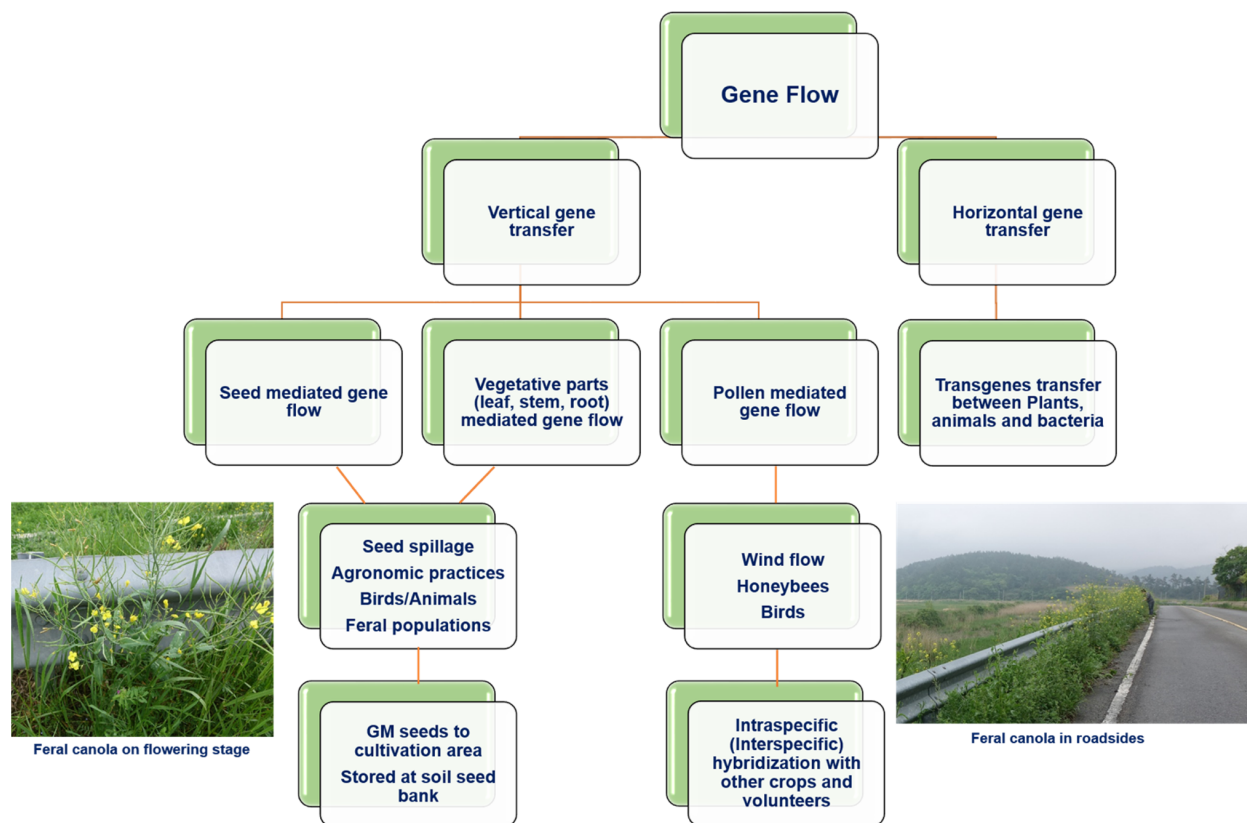 Gene Flow
Vertical gene
transfer
Horizontal gene
transfer
Seed mediated gene
flow
Vegetative parts
(leaf, stem, root)
mediated gene flow
Pollen mediated
gene flow
Transgenes transfer
between Plants,
animals and bacteria
Seed spillage
Agronomic practices
Birds/Animals
Feral populations
Wind flow
Honeybees
Birds
GM seeds to
cultivation area
Stored at soil seed
bank
Intraspecific
(Interspecific)
hybridization with
other crops and
volunteers
Feral canola on flowering stage
Feral canola in roadsides